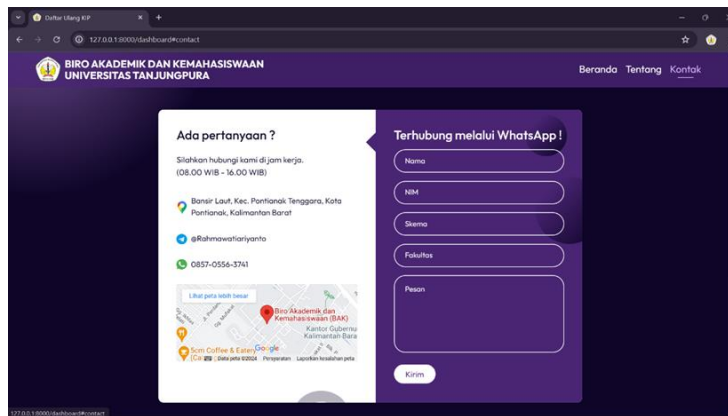 Daftar Ulang KIP
127.0.0.1:8000/dashboard#contact
BIRO AKADEMIK DAN KEMAHASISWAAN
UNIVERSITAS TANJUNGPURA
Beranda Tentang Kontak
Ada pertanyaan ?
Silahkan hubungi kami di jam kerja.
(08.00 WIB - 16.00 WIB)
Bansir Laut, Kec. Pontianak Tenggara, Kota
Pontianak, Kalimantan Barat
@Rahmawatiariyanto
0857-0556-3741
Lihat peta lebih besar
Biro Akademik dan
Kemahasiswaan (BAK)
Kantor Gubernu
Kalimantan Bara
Som Coffee & Eatery
Google
Data peta ©2024 Persyaratan Laporkan kesalahan peta
Terhubung melalui WhatsApp !
Nama
NIM
Skema
Fakultas
Pesan
Kirim
127.0.0.1:8000/dashboard#contact